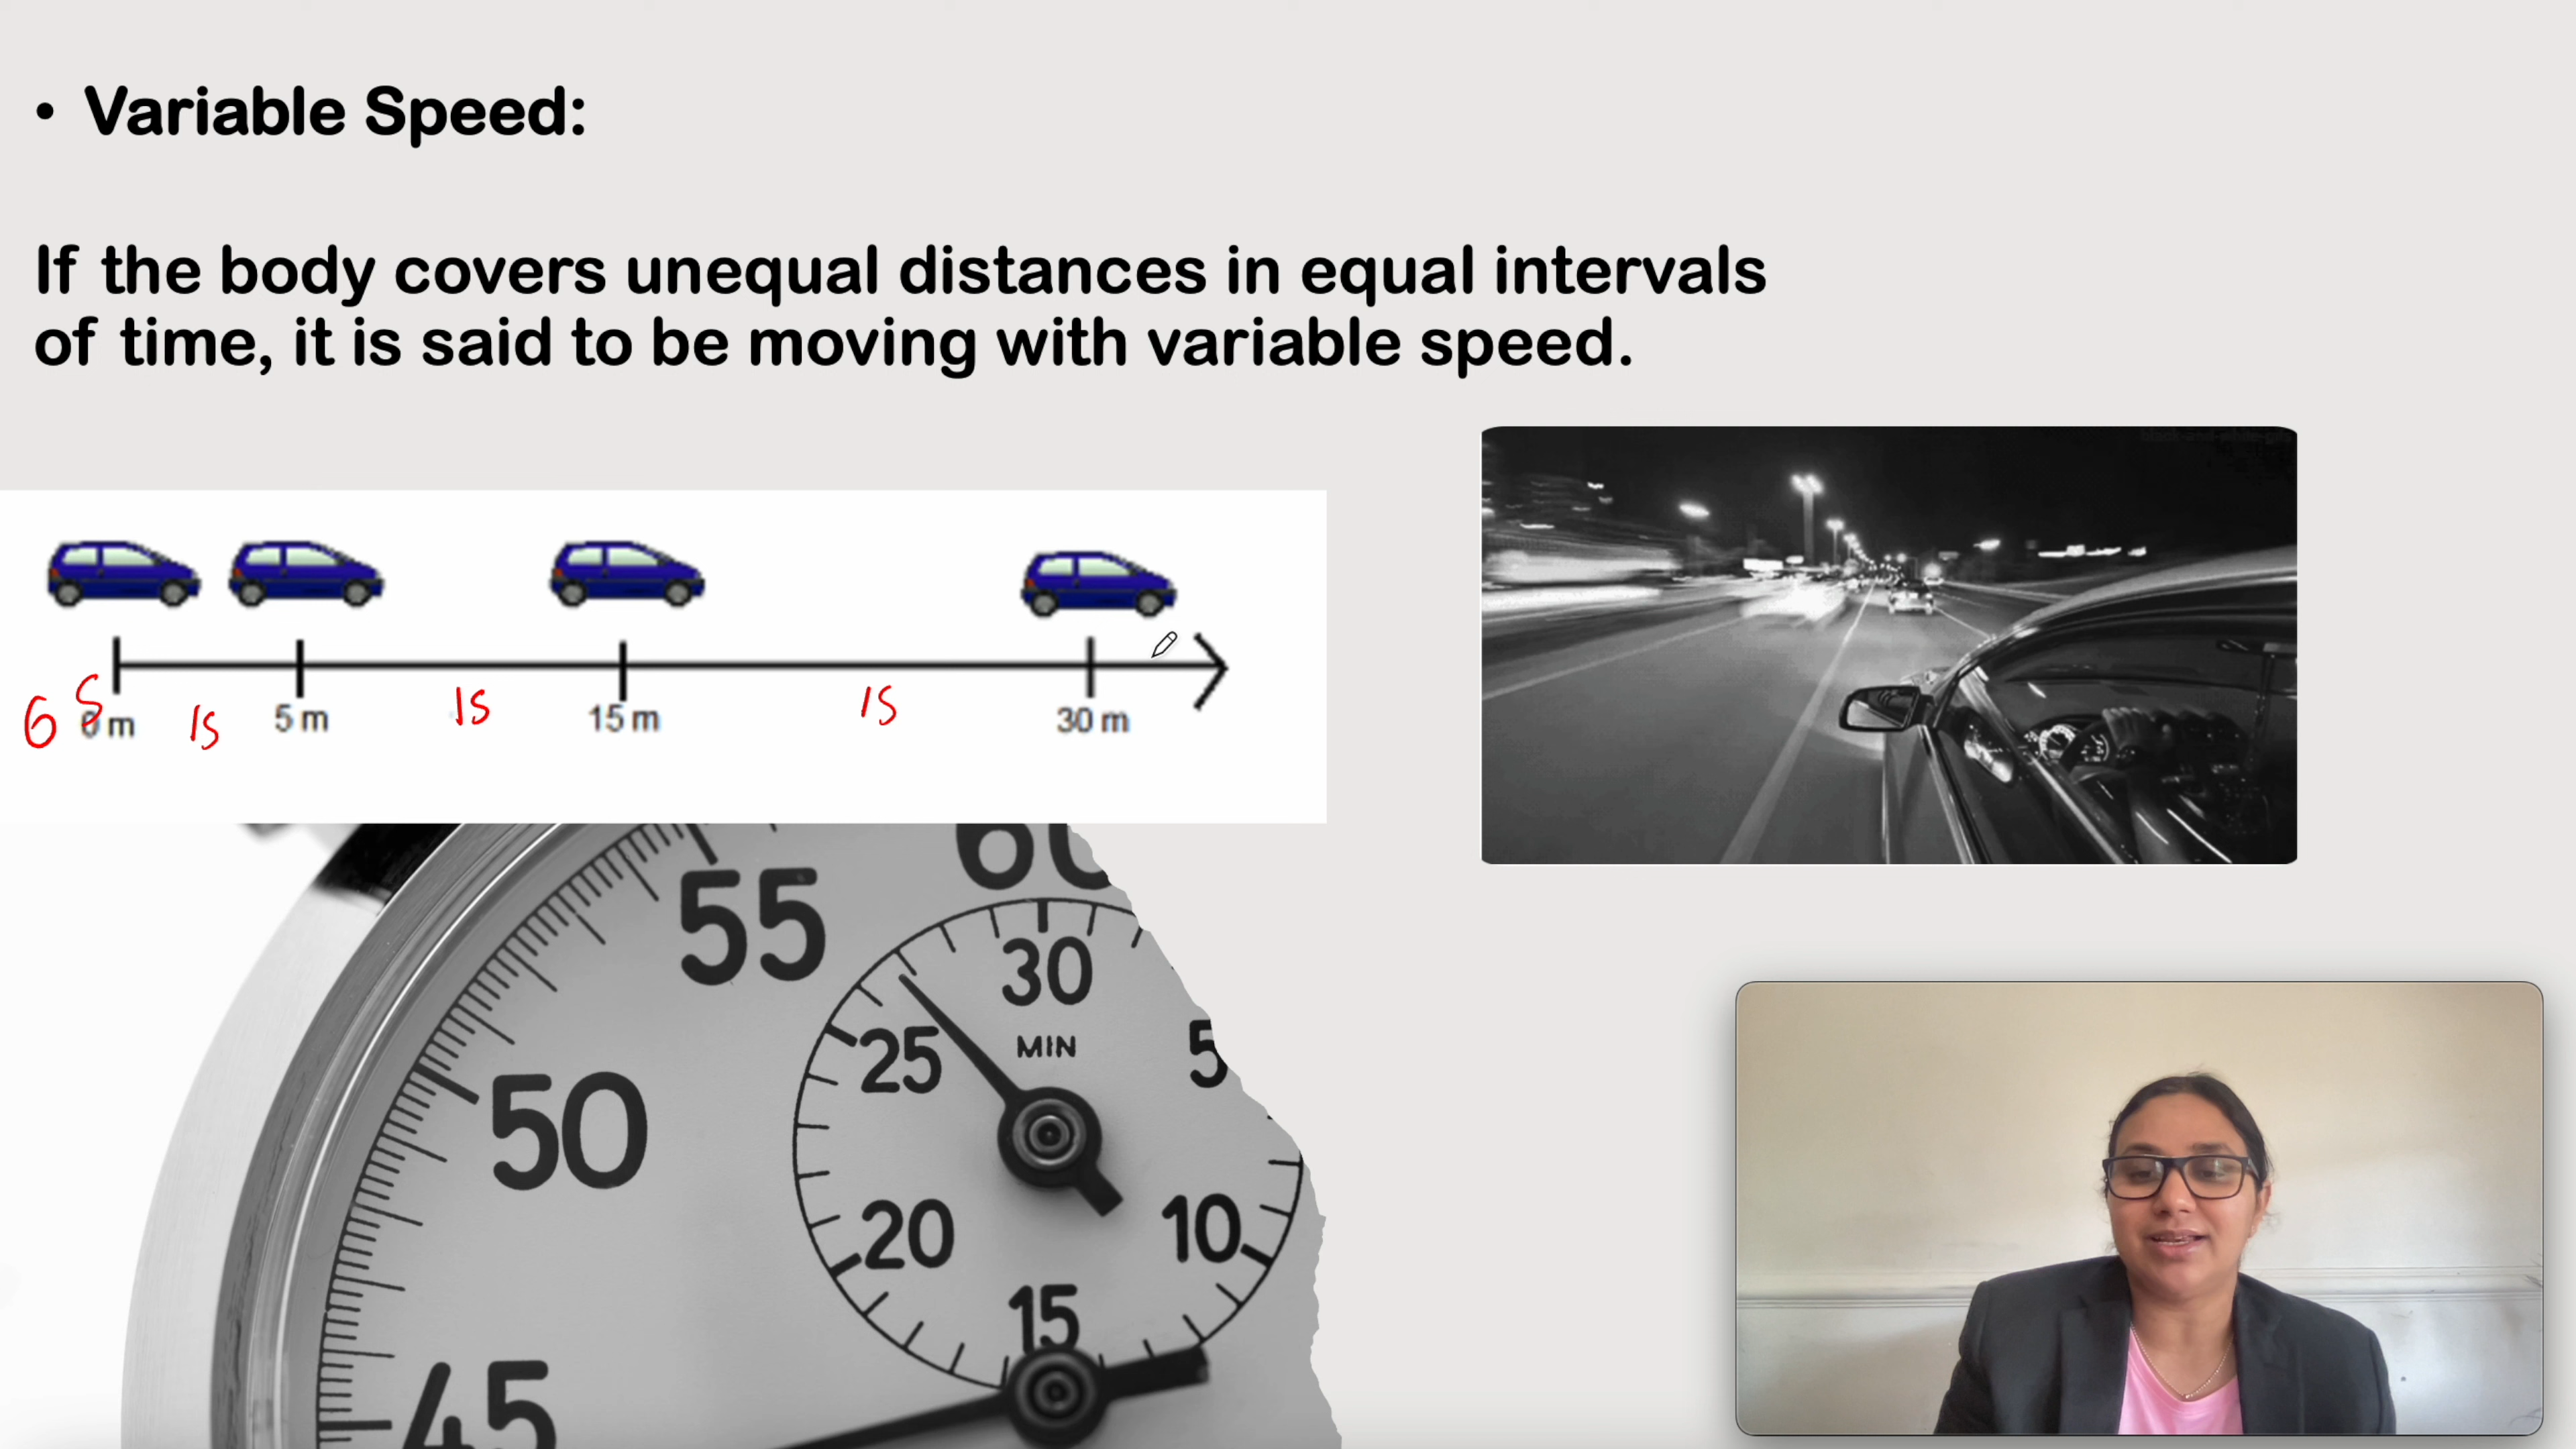 • Variable Speed:
If the body covers unequal distances in equal intervals
of time, it is said to be moving with variable speed.
1s 1s 1s
0 m 5 m 15 m 30 m
55 60
30
MIN
25 5
50
20 10
15
45